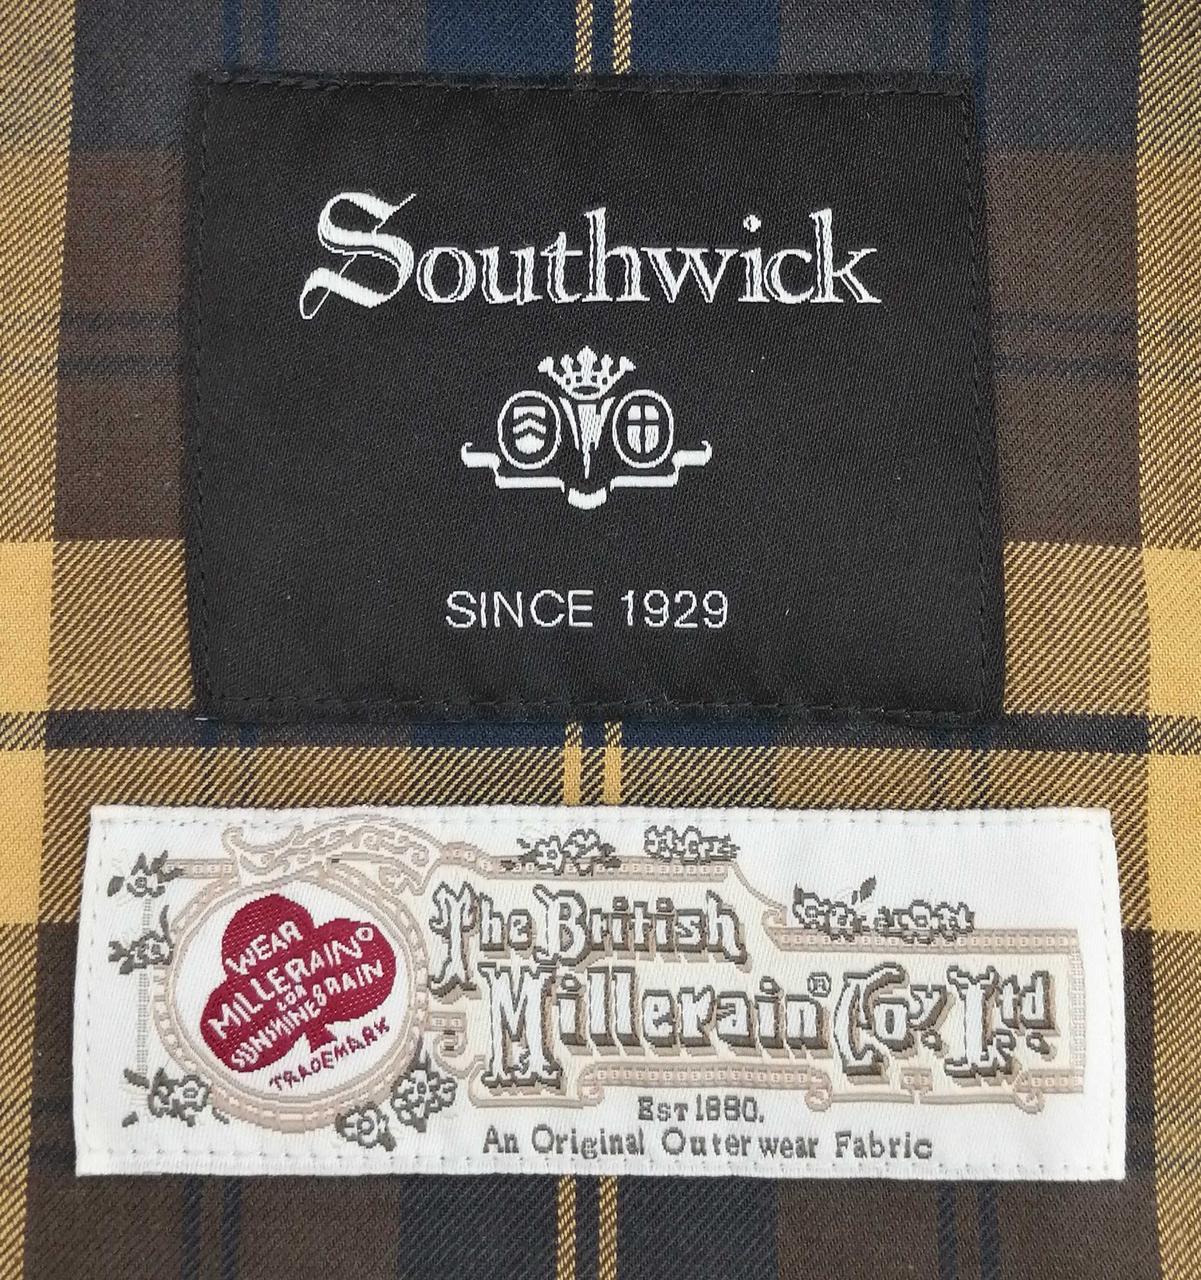 Southwick
SINCE 1929
WEAR
MILLERAIN®
FOR
SUNSHINE & RAIN
TRADEMARK
The British
Millerain® Coy. Ltd
EST 1880.
An Original Outerwear Fabric